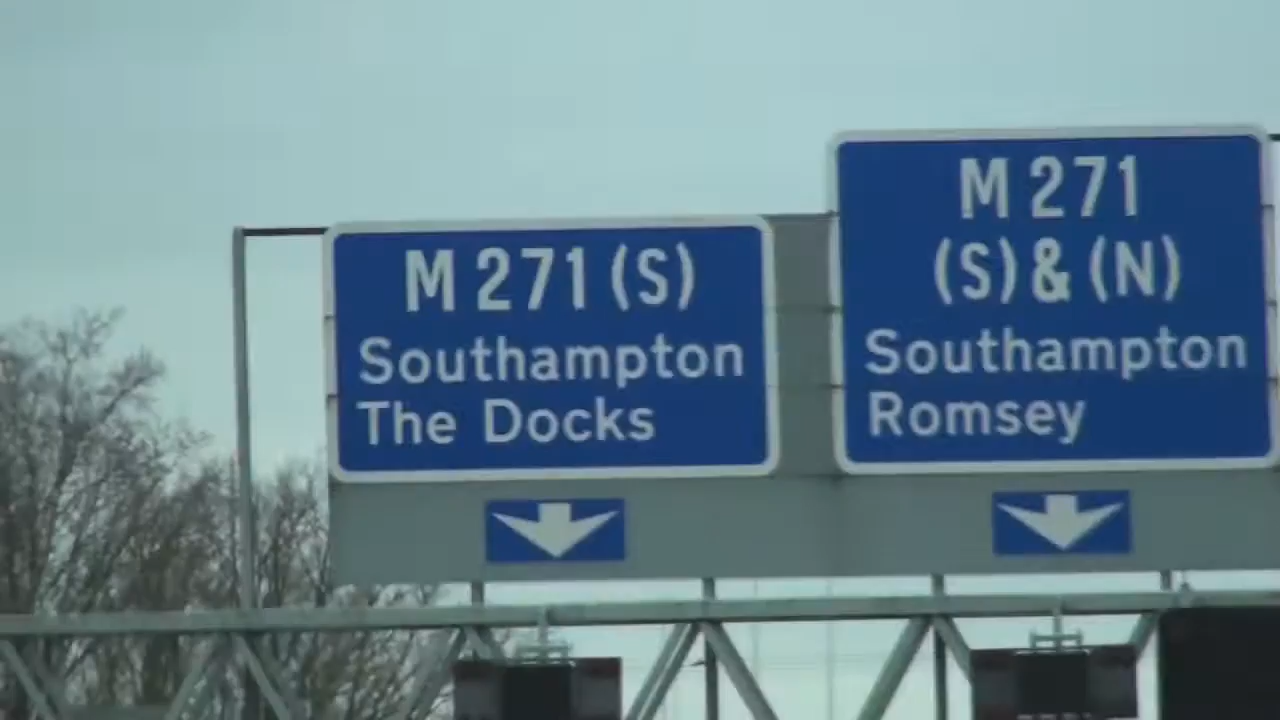 M 271 (S)
Southampton
The Docks
M 271
(S) & (N)
Southampton
Romsey